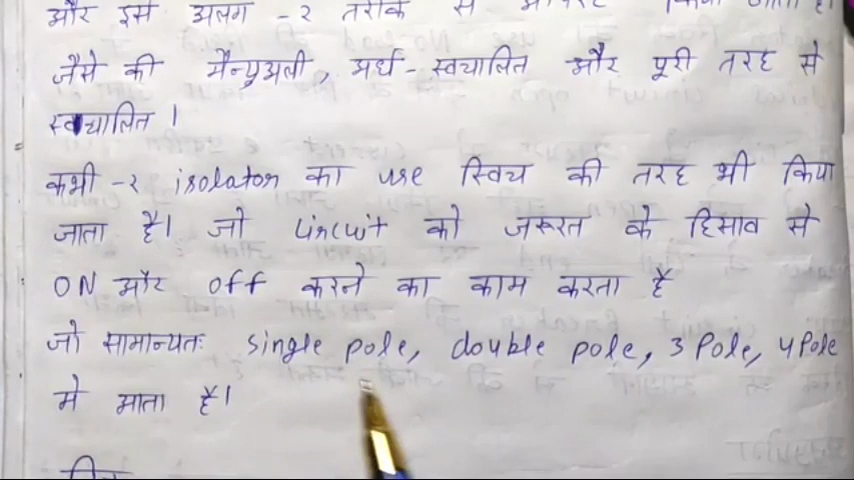 और इसे अलग -२ तरीके से ऑपरेट किया जाता है।
जैसे की मैन्युअली, अर्ध-स्वचालित और पूरी तरह से
स्वचालित।
कभी -२ isolator का use स्विच की तरह भी किया
जाता है। जो Circuit को जरूरत के हिसाब से
ON और off करने का काम करता है
जो सामान्यतः single pole, double pole, 3 Pole, 4 Pole
मे आता है।